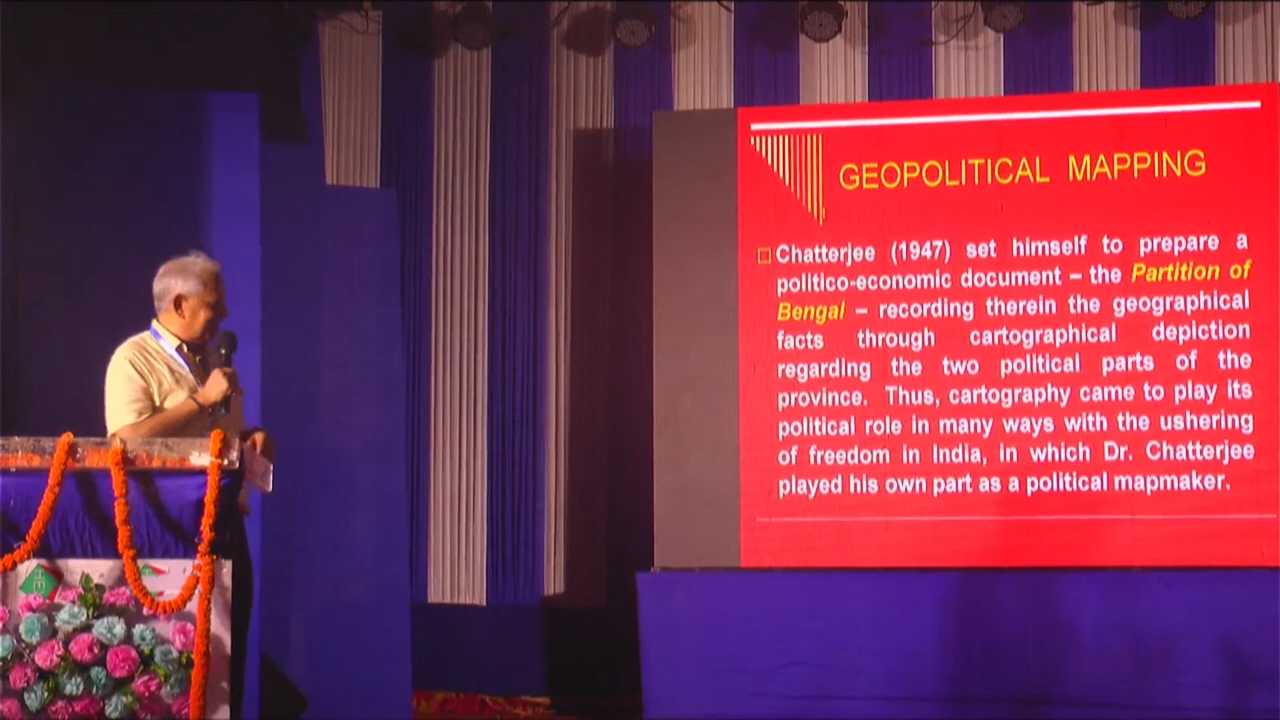 GEOPOLITICAL MAPPING
Chatterjee (1947) set himself to prepare a
politico-economic document – the Partition of
Bengal – recording therein the geographical
facts through cartographical depiction
regarding the two political parts of the
province. Thus, cartography came to play its
political role in many ways with the ushering
of freedom in India, in which Dr. Chatterjee
played his own part as a political mapmaker.